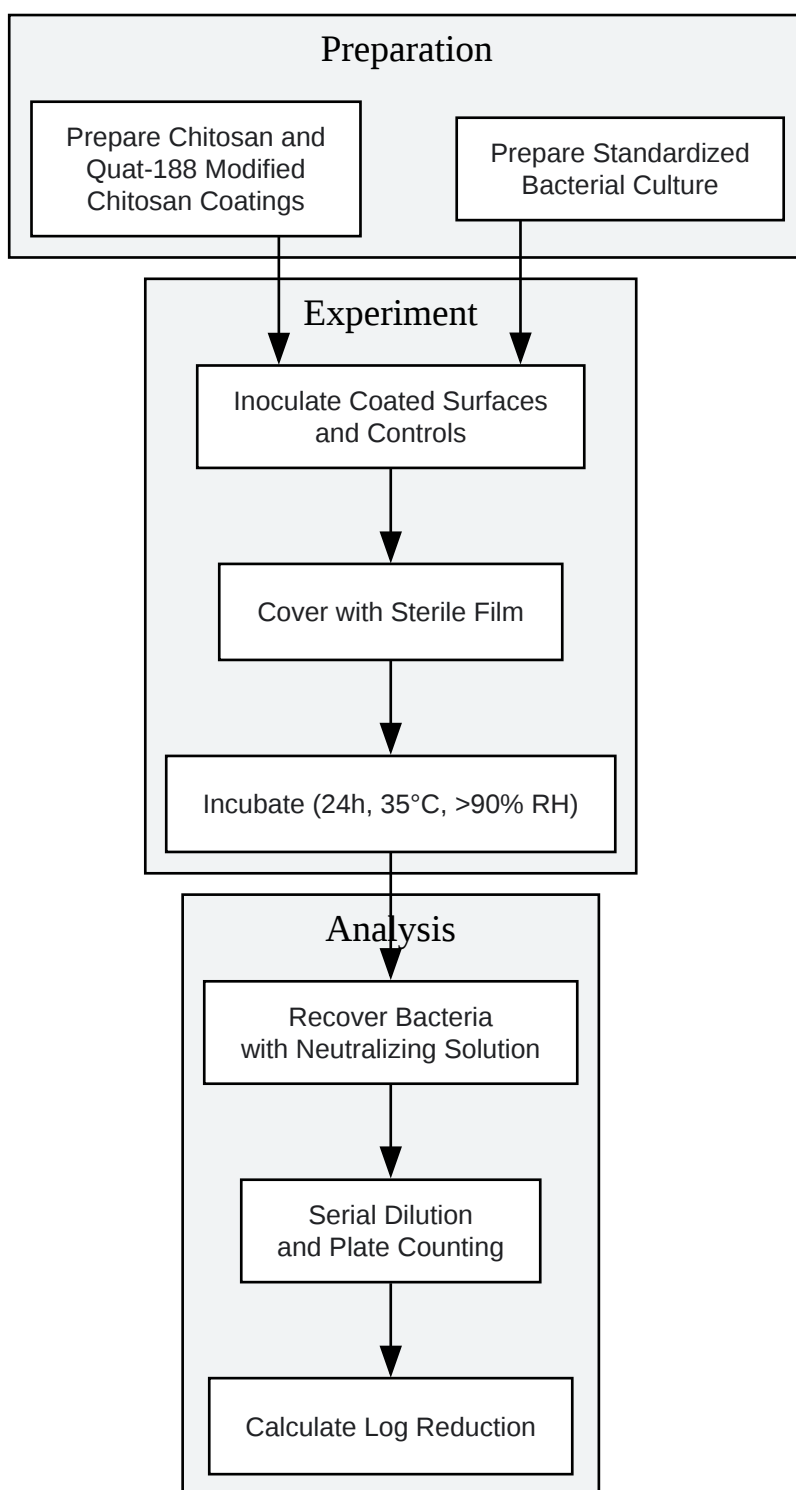 Preparation
Prepare Chitosan and
Quat-188 Modified
Chitosan Coatings
Prepare Standardized
Bacterial Culture
Experiment
Inoculate Coated Surfaces
and Controls
Cover with Sterile Film
Incubate (24h, 35°C, >90% RH)
Analysis
Recover Bacteria
with Neutralizing Solution
Serial Dilution
and Plate Counting
Calculate Log Reduction